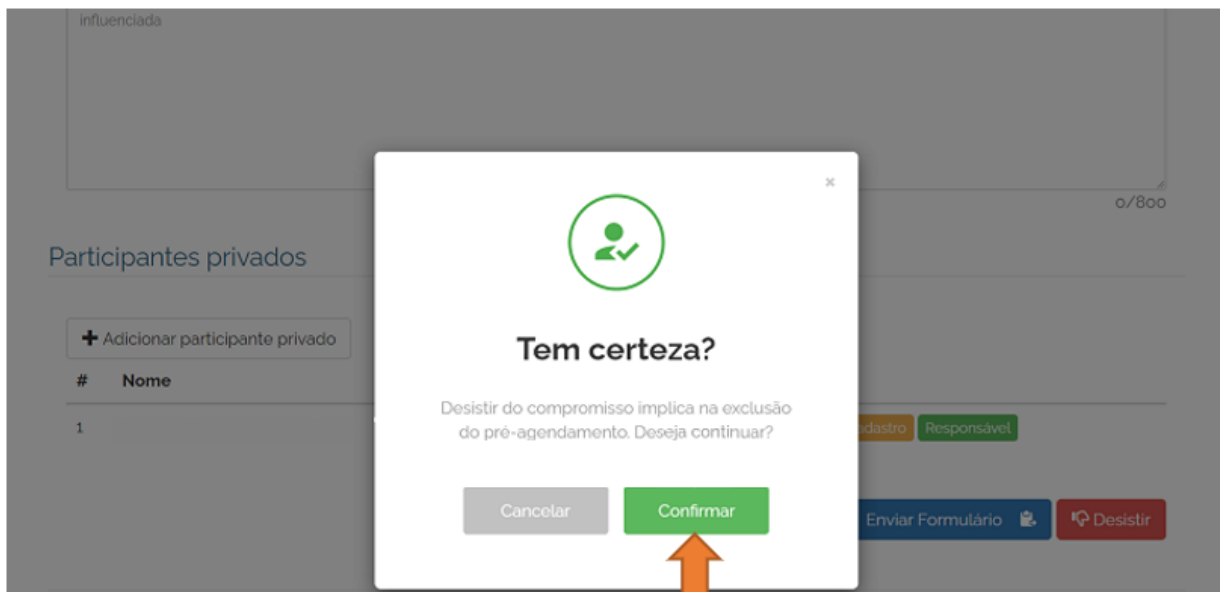 influenciada
0/800
Participantes privados
Adicionar participante privado
# Nome
1
Responsável
Enviar Formulário
Desistir
×
Tem certeza?
Desistir do compromisso implica na exclusão
do pré-agendamento. Deseja continuar?
Cancelar
Confirmar